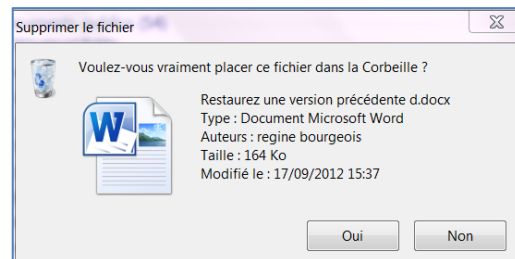 Supprimer le fichier
Voulez-vous vraiment placer ce fichier dans la Corbeille ?
Restaurez une version précédente d.docx
Type : Document Microsoft Word
Auteurs : regine bourgeois
Taille : 164 Ko
Modifié le : 17/09/2012 15:37
Oui
Non